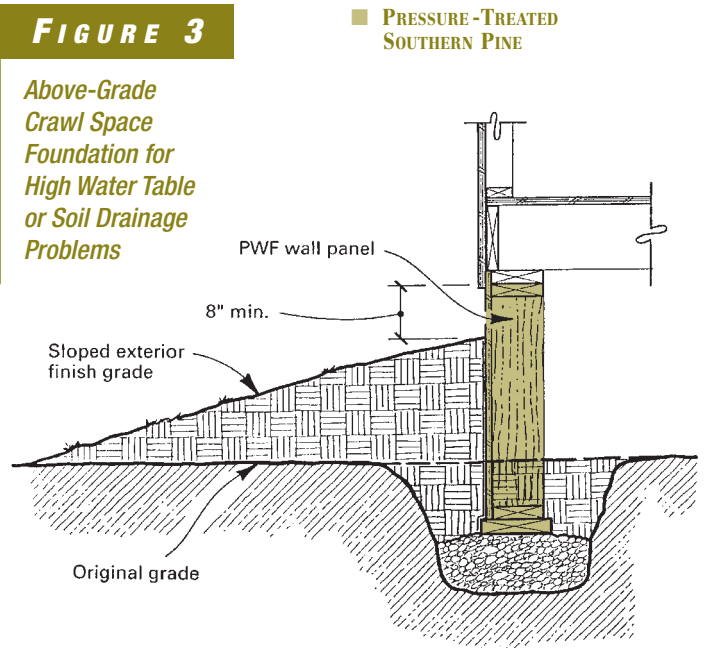 FIGURE 3
PRESSURE-TREATED
SOUTHERN PINE
Above-Grade
Crawl Space
Foundation for
High Water Table
or Soil Drainage
Problems
PWF wall panel
8" min.
Sloped exterior
finish grade
Original grade